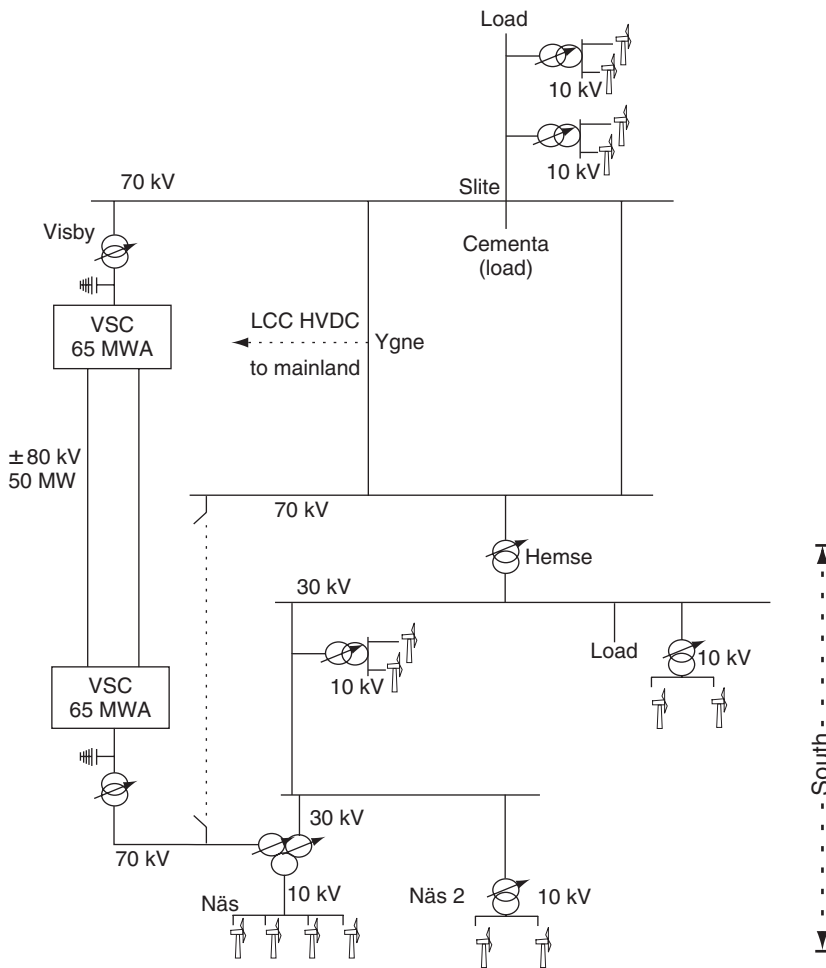 Load
10 kV
10 kV
70 kV
Slite
Visby
Cementa
(load)
VSC
65 MWA
LCC HVDC
Ygne
to mainland
±80 kV
50 MW
70 kV
Hemse
30 kV
Load
10 kV
10 kV
VSC
65 MWA
South
30 kV
70 kV
Näs
10 kV
Näs 2
10 kV